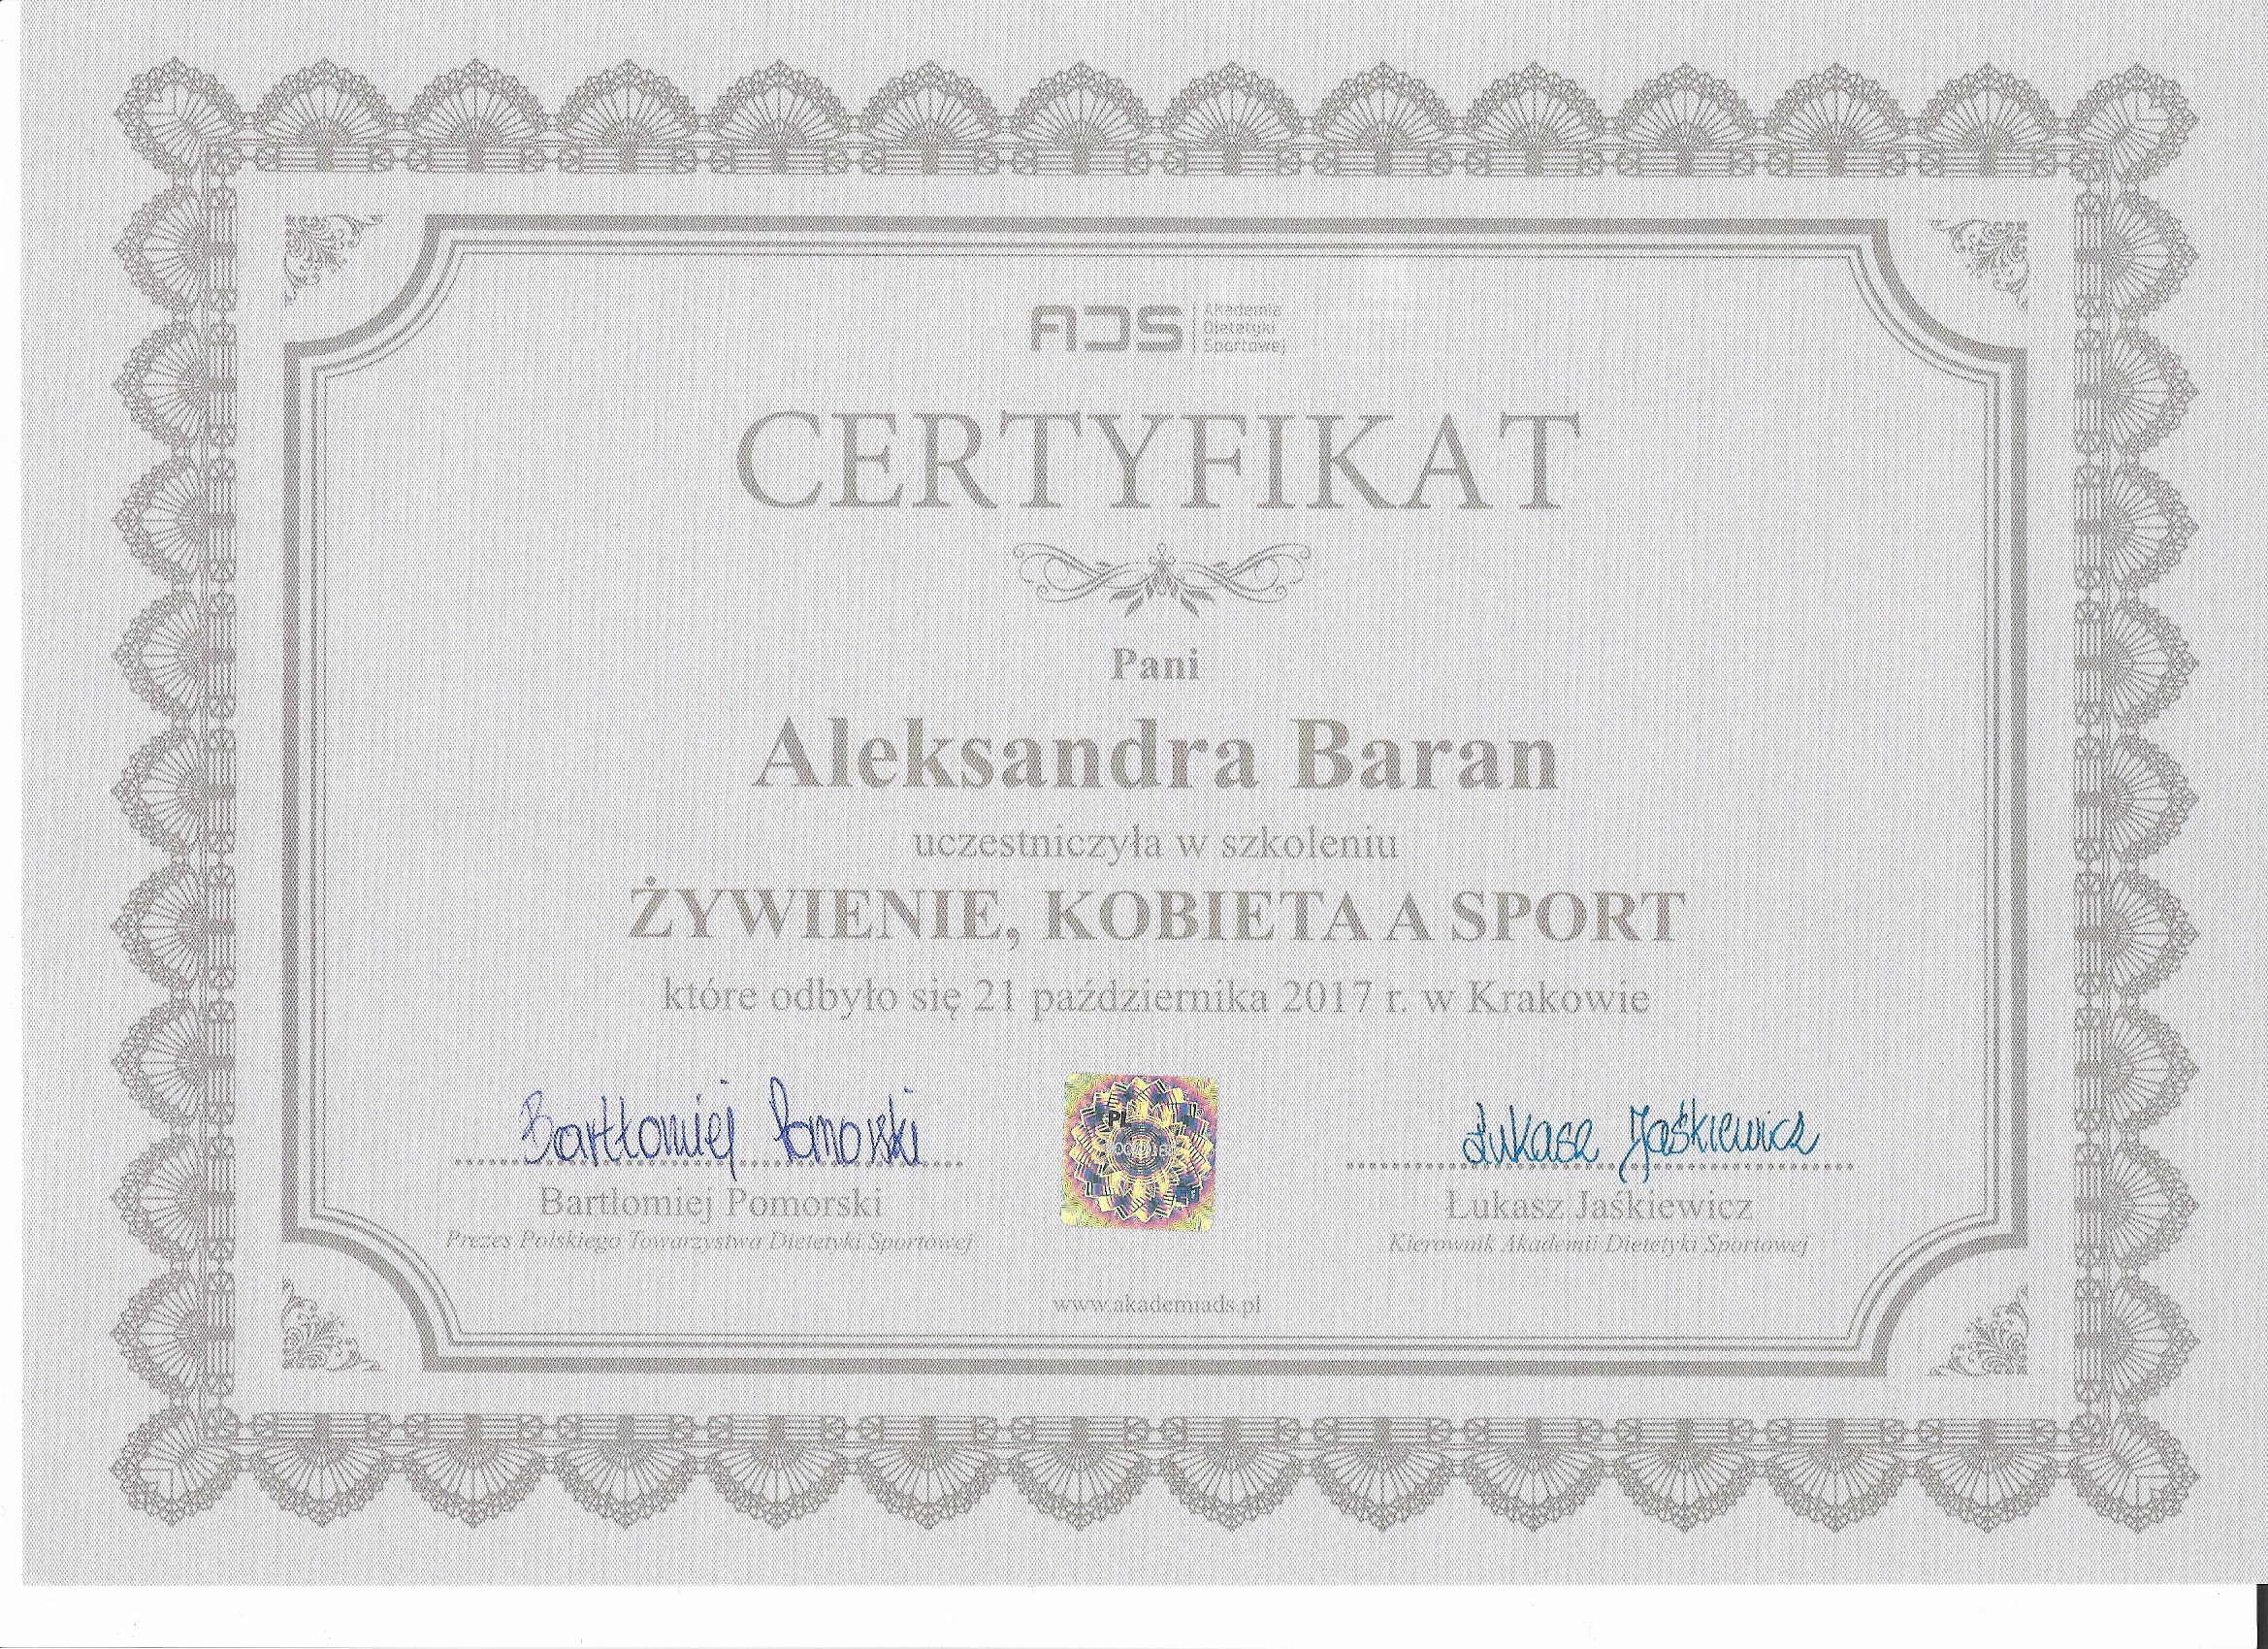 ADS
Akademia
Dietetyki
Sportowej
CERTYFIKAT
Pani
Aleksandra Baran
uczestniczyła w szkoleniu
ŻYWIENIE, KOBIETA A SPORT
które odbyło się 21 października 2017 r. w Krakowie
Bartłomiej Pomorski
Łukasz Jaśkiewicz
PL
Bartłomiej Pomorski
Łukasz Jaśkiewicz
Prezes Polskiego Towarzystwa Dietetyki Sportowej
Kierownik Akademii Dietetyki Sportowej
www.akademiads.pl